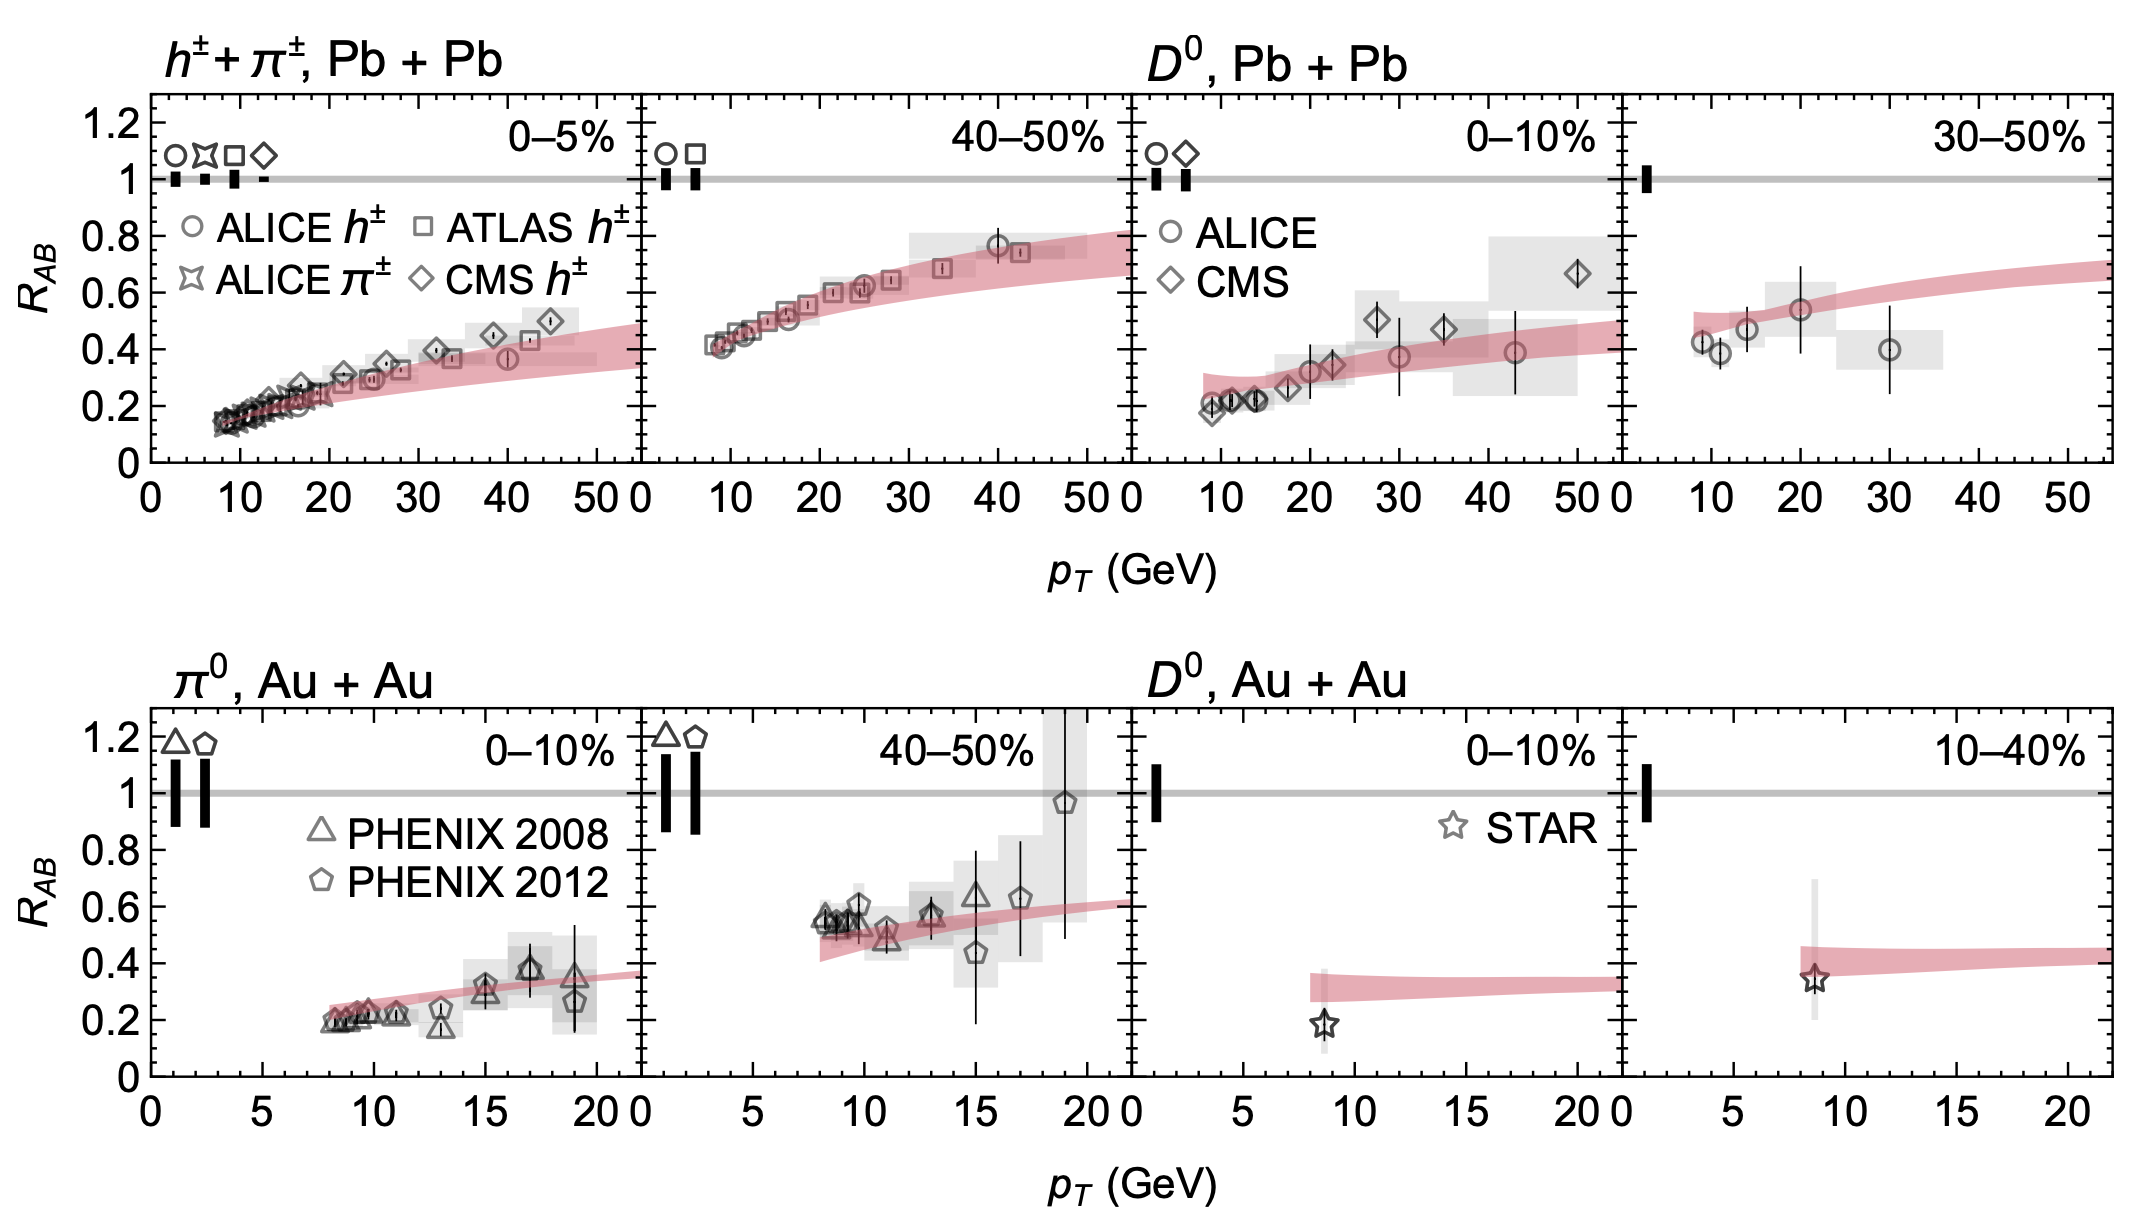 h± + π±, Pb + Pb
D⁰, Pb + Pb
0–5%
40–50%
0–10%
30–50%
ALICE h±
ATLAS h±
ALICE π±
CMS h±
ALICE
CMS
R_AB
1.2
1
0.8
0.6
0.4
0.2
0
0 10 20 30 40 50 0 10 20 30 40 50 0 10 20 30 40 50 0 10 20 30 40 50
p_T (GeV)
π⁰, Au + Au
D⁰, Au + Au
0–10%
40–50%
0–10%
10–40%
PHENIX 2008
PHENIX 2012
STAR
R_AB
1.2
1
0.8
0.6
0.4
0.2
0
0 5 10 15 20 0 5 10 15 20 0 5 10 15 20 0 5 10 15 20
p_T (GeV)